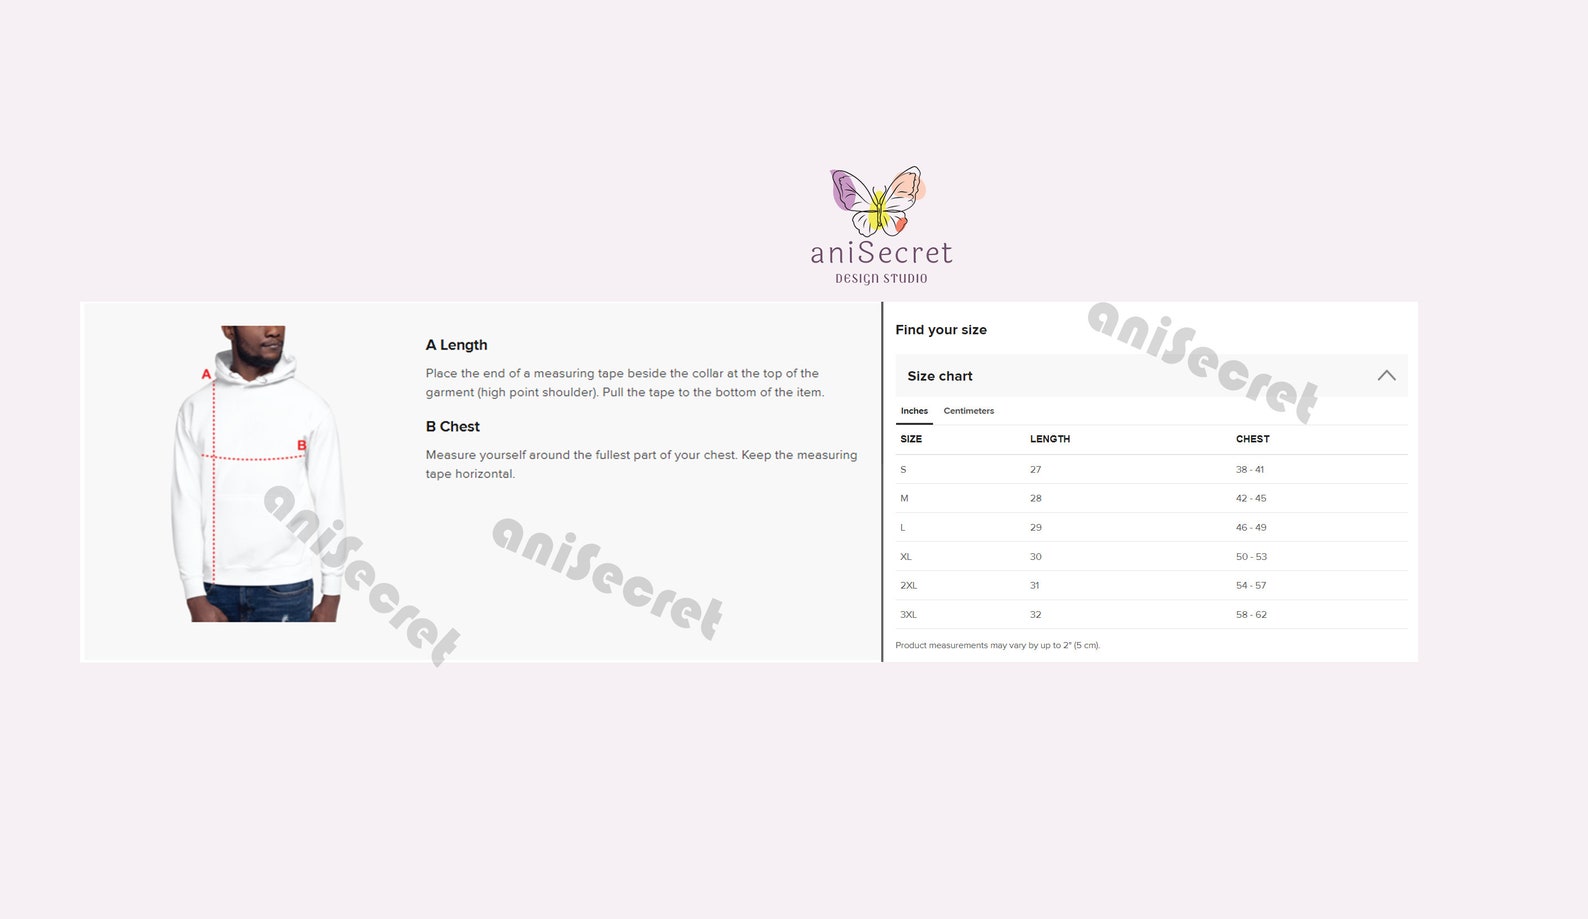 aniSecret
DESIGN STUDIO
A
B
A Length
Place the end of a measuring tape beside the collar at the top of the
garment (high point shoulder). Pull the tape to the bottom of the item.
B Chest
Measure yourself around the fullest part of your chest. Keep the measuring
tape horizontal.
aniSecret
aniSecret
Find your size
aniSecret
Size chart
Inches Centimeters
SIZE LENGTH CHEST
S 27 38 - 41
M 28 42 - 45
L 29 46 - 49
XL 30 50 - 53
2XL 31 54 - 57
3XL 32 58 - 62
Product measurements may vary by up to 2" (5 cm).